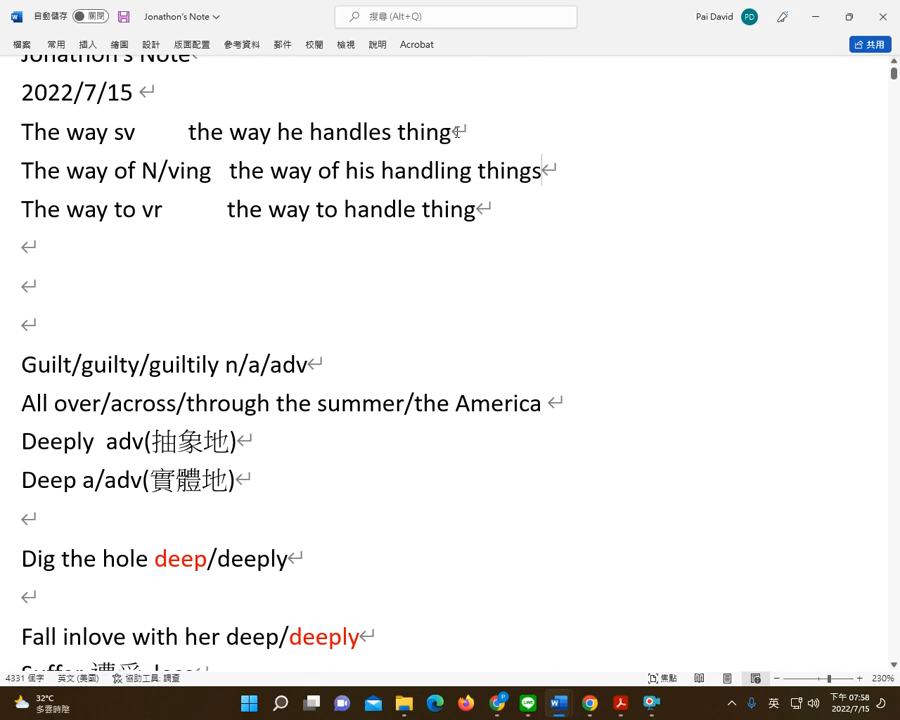 自動儲存 關閉 Jonathon's Note 搜尋 (Alt+Q) Pai David PD
檔案 常用 插入 繪圖 設計 版面配置 參考資料 郵件 校閱 檢視 說明 Acrobat 共用
Jonathon's Note
2022/7/15
The way sv the way he handles thing
The way of N/ving the way of his handling things
The way to vr the way to handle thing
Guilt/guilty/guiltily n/a/adv
All over/across/through the summer/the America
Deeply adv(抽象地)
Deep a/adv(實體地)
Dig the hole deep/deeply
Fall inlove with her deep/deeply
Suffer 遭受 loss
4331 個字 英文 (美國) 協助工具: 調查 焦點 230%
32°C 英 下午 07:58
多雲時陰 2022/7/15